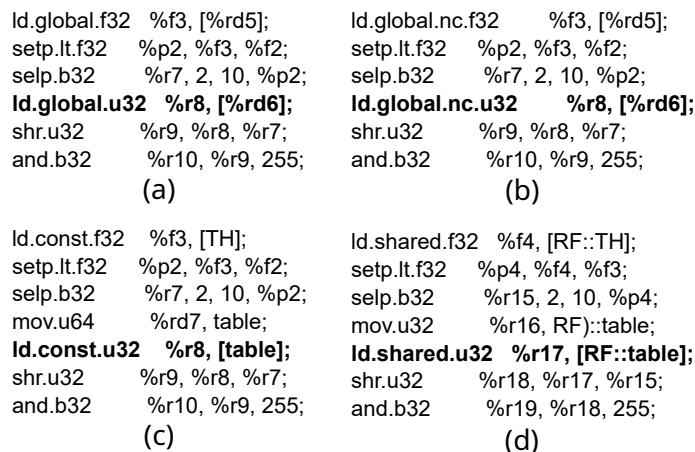 ld.global.f32 %f3, [%rd5];
setp.lt.f32 %p2, %f3, %f2;
selp.b32 %r7, 2, 10, %p2;
ld.global.u32 %r8, [%rd6];
shr.u32 %r9, %r8, %r7;
and.b32 %r10, %r9, 255;
(a)
ld.global.nc.f32 %f3, [%rd5];
setp.lt.f32 %p2, %f3, %f2;
selp.b32 %r7, 2, 10, %p2;
ld.global.nc.u32 %r8, [%rd6];
shr.u32 %r9, %r8, %r7;
and.b32 %r10, %r9, 255;
(b)
ld.const.f32 %f3, [TH];
setp.lt.f32 %p2, %f3, %f2;
selp.b32 %r7, 2, 10, %p2;
mov.u64 %rd7, table;
ld.const.u32 %r8, [table];
shr.u32 %r9, %r8, %r7;
and.b32 %r10, %r9, 255;
(c)
ld.shared.f32 %f4, [RF::TH];
setp.lt.f32 %p4, %f4, %f3;
selp.b32 %r15, 2, 10, %p4;
mov.u32 %r16, RF)::table;
ld.shared.u32 %r17, [RF::table];
shr.u32 %r18, %r17, %r15;
and.b32 %r19, %r18, 255;
(d)